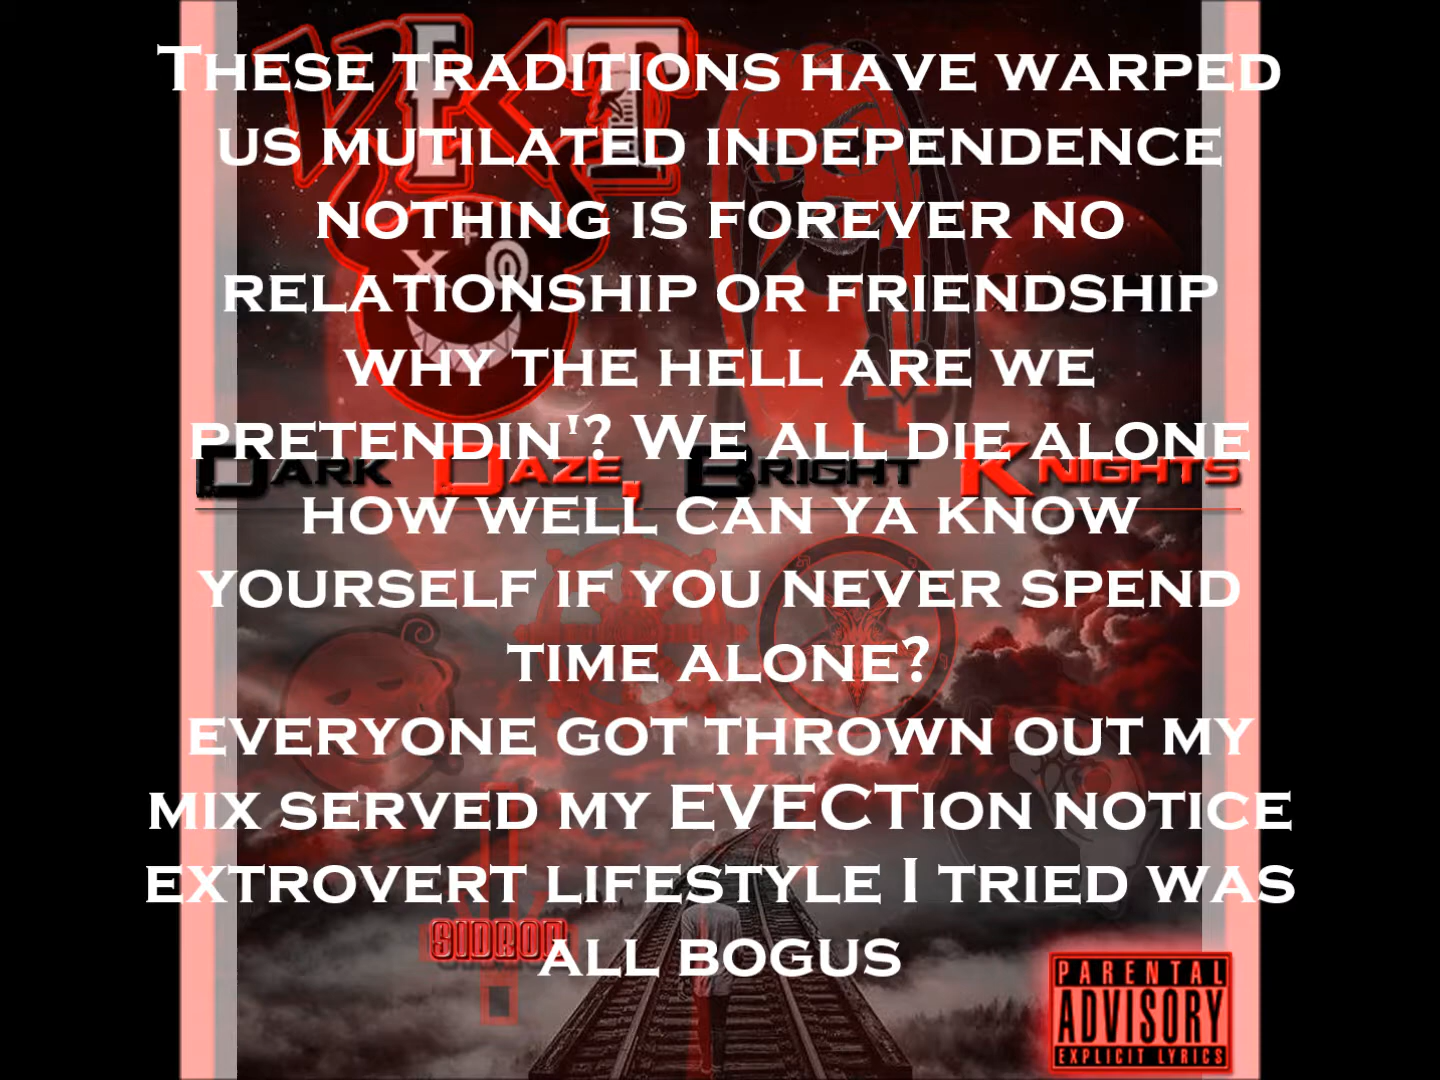 VEKT
These traditions have warped
us mutilated independence
nothing is forever no
relationship or friendship
why the hell are we
pretendin'? We all die alone
Dark Daze, Bright Knights
how well can ya know
yourself if you never spend
time alone?
everyone got thrown out my
mix served my EVECTion notice
extrovert lifestyle I tried was
all bogus
PARENTAL
ADVISORY
EXPLICIT LYRICS